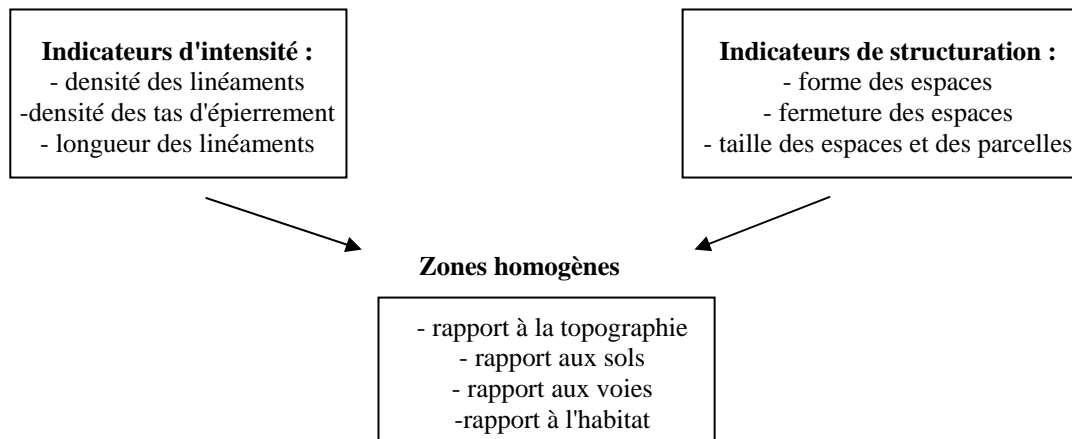 Indicateurs d'intensité :
- densité des linéaments
-densité des tas d'épierrement
- longueur des linéaments
Indicateurs de structuration :
- forme des espaces
- fermeture des espaces
- taille des espaces et des parcelles
Zones homogènes
- rapport à la topographie
- rapport aux sols
- rapport aux voies
-rapport à l'habitat